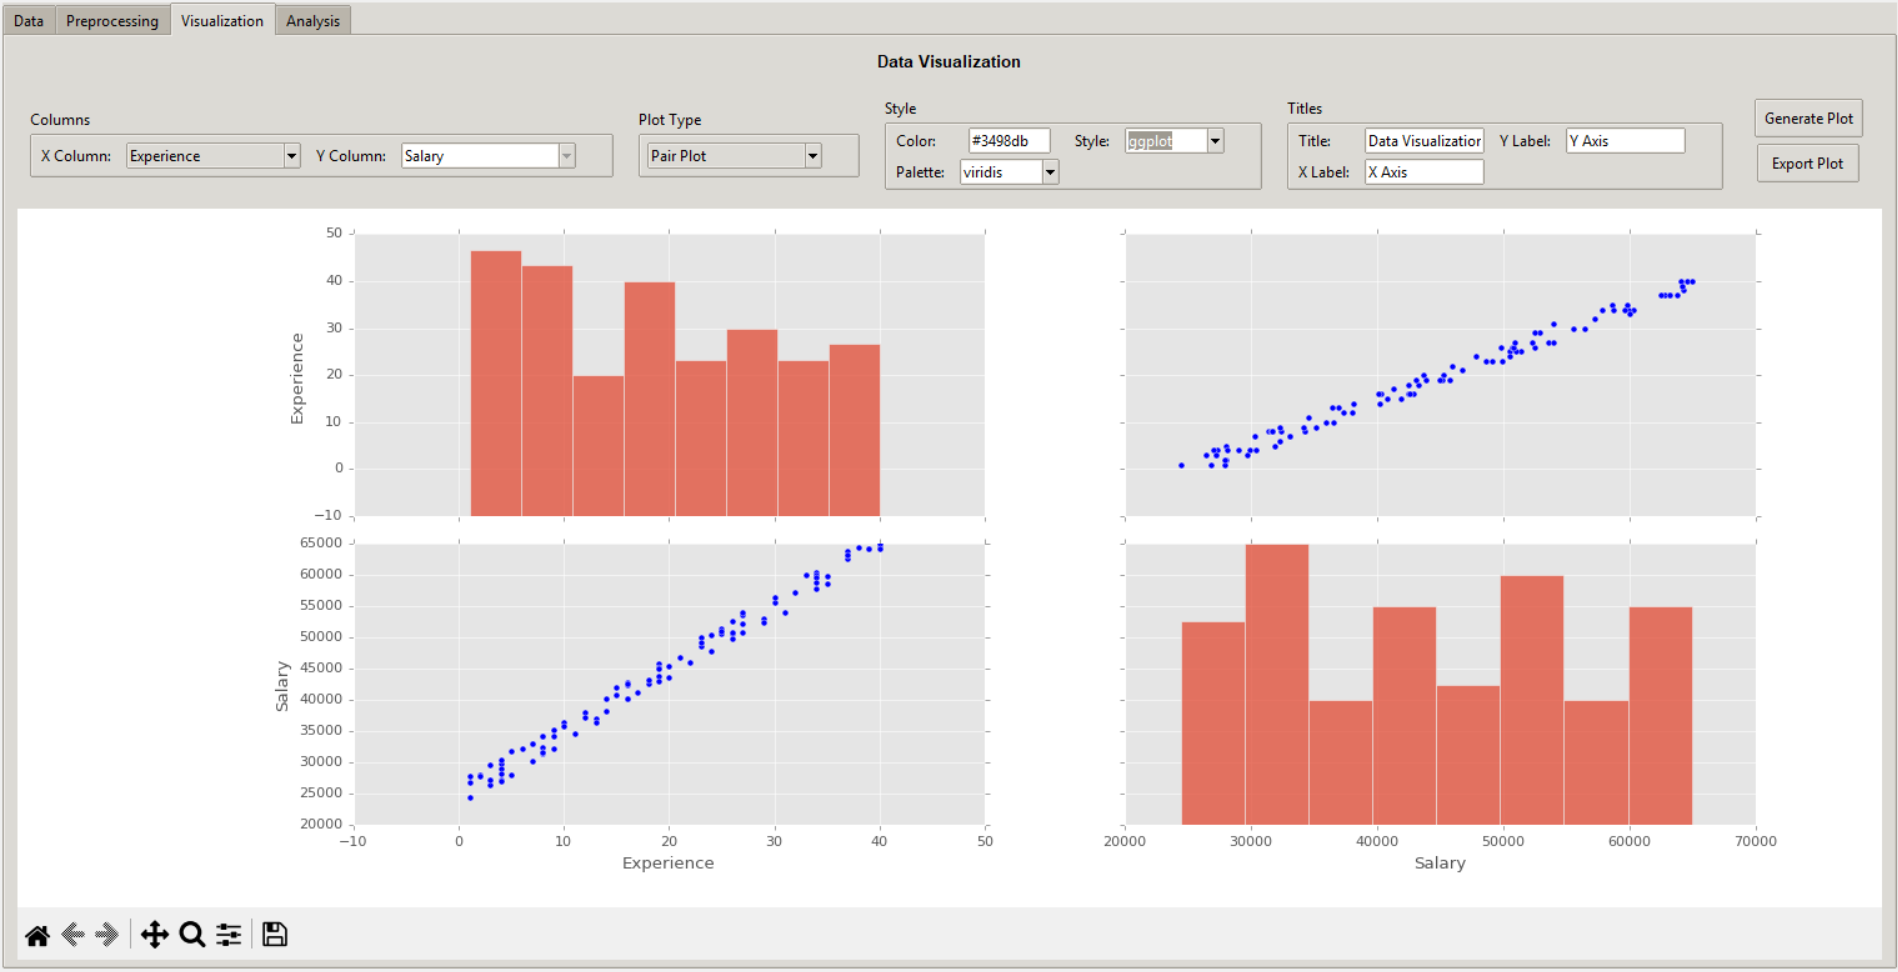 Data Preprocessing Visualization Analysis
Data Visualization
Columns
X Column: Experience Y Column: Salary
Plot Type
Pair Plot
Style
Color: #3498db Style: ggplot
Palette: viridis
Titles
Title: Data Visualization Y Label: Y Axis
X Label: X Axis
Generate Plot
Export Plot
50
40
30
20
10
0
−10
Experience
65000
60000
55000
50000
45000
40000
35000
30000
25000
20000
Salary
−10 0 10 20 30 40 50
Experience
20000 30000 40000 50000 60000 70000
Salary